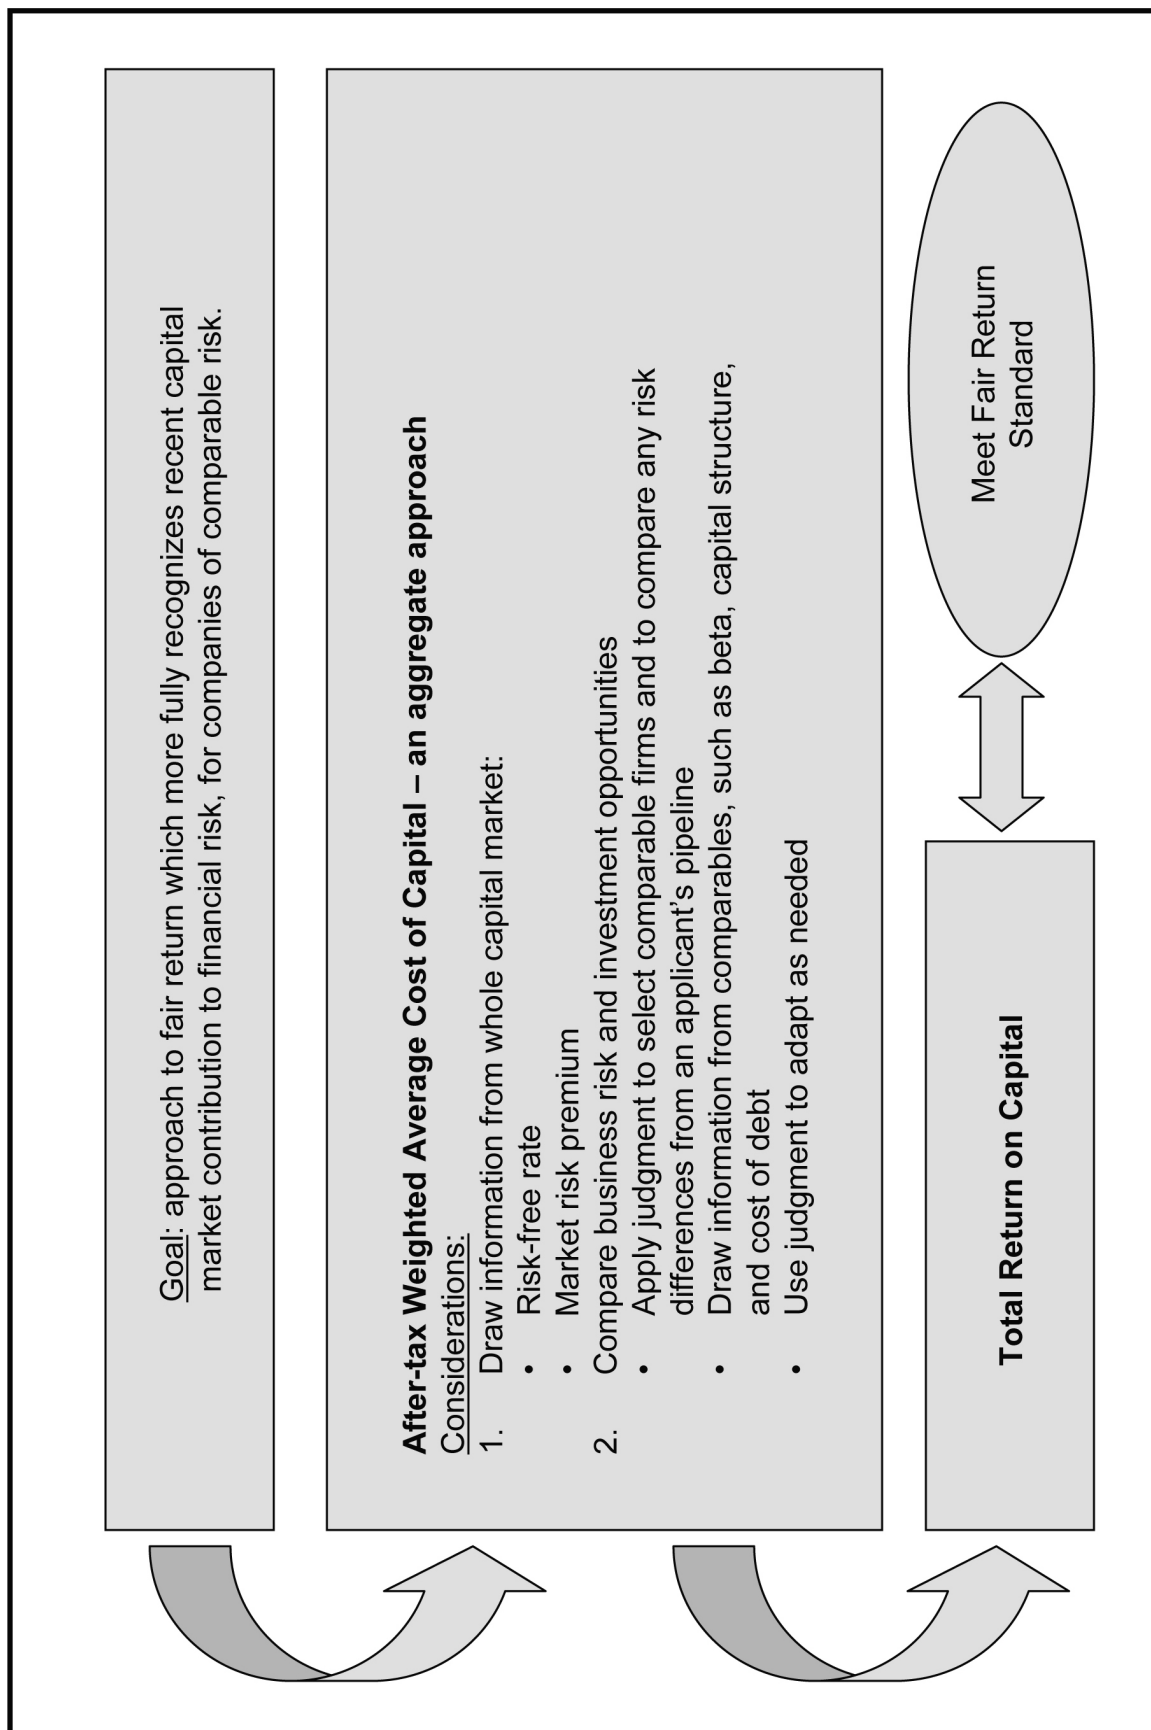 Goal: approach to fair return which more fully recognizes recent capital
market contribution to financial risk, for companies of comparable risk.
After-tax Weighted Average Cost of Capital – an aggregate approach
Considerations:
1. Draw information from whole capital market:
• Risk-free rate
• Market risk premium
2. Compare business risk and investment opportunities
• Apply judgment to select comparable firms and to compare any risk
differences from an applicant’s pipeline
• Draw information from comparables, such as beta, capital structure,
and cost of debt
• Use judgment to adapt as needed
Total Return on Capital
Meet Fair Return
Standard